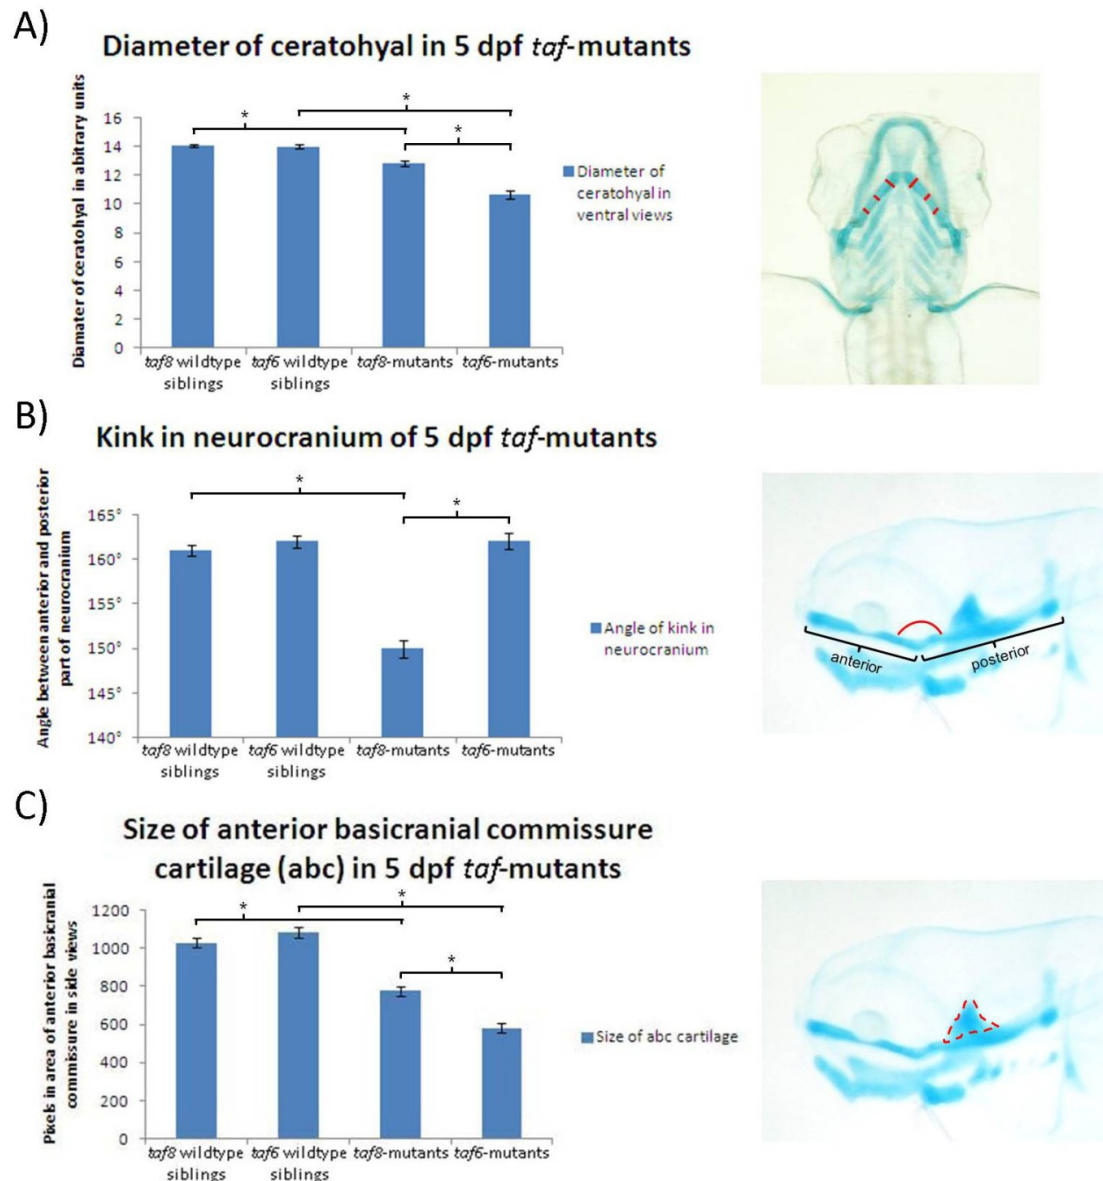 A)
Diameter of ceratohyal in 5 dpf taf-mutants
Diamater of ceratohyal in abitrary units
16
14
12
10
8
6
4
2
0
*
*
*
taf8 wildtype siblings
taf6 wildtype siblings
taf8-mutants
taf6-mutants
Diameter of
ceratohyal in
ventral views
B)
Kink in neurocranium of 5 dpf taf-mutants
Angle between anterior and posterior
part of neurocranium
165°
160°
155°
150°
145°
140°
*
*
taf8 wildtype siblings
taf6 wildtype siblings
taf8-mutants
taf6-mutants
Angle of kink in
neurocranium
anterior
posterior
C)
Size of anterior basicranial commissure
cartilage (abc) in 5 dpf taf-mutants
Pixels in area of anterior basicranial
commissure in side views
1200
1000
800
600
400
200
0
*
*
*
taf8 wildtype siblings
taf6 wildtype siblings
taf8-mutants
taf6-mutants
Size of abc cartilage